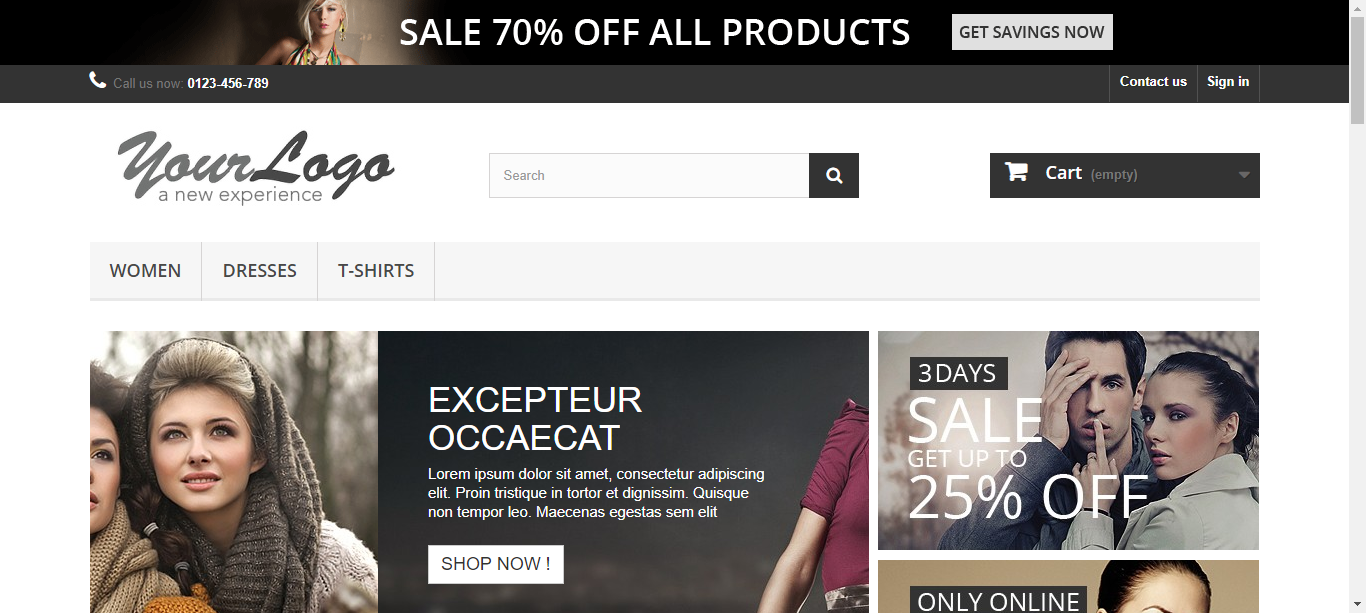 SALE 70% OFF ALL PRODUCTS
GET SAVINGS NOW
Call us now: 0123-456-789
Contact us
Sign in
YourLogo
a new experience
Search
Cart (empty)
WOMEN
DRESSES
T-SHIRTS
EXCEPTEUR
OCCAECAT
Lorem ipsum dolor sit amet, consectetur adipiscing
elit. Proin tristique in tortor et dignissim. Quisque
non tempor leo. Maecenas egestas sem elit
SHOP NOW !
3 DAYS
SALE
GET UP TO
25% OFF
ONLY ONLINE